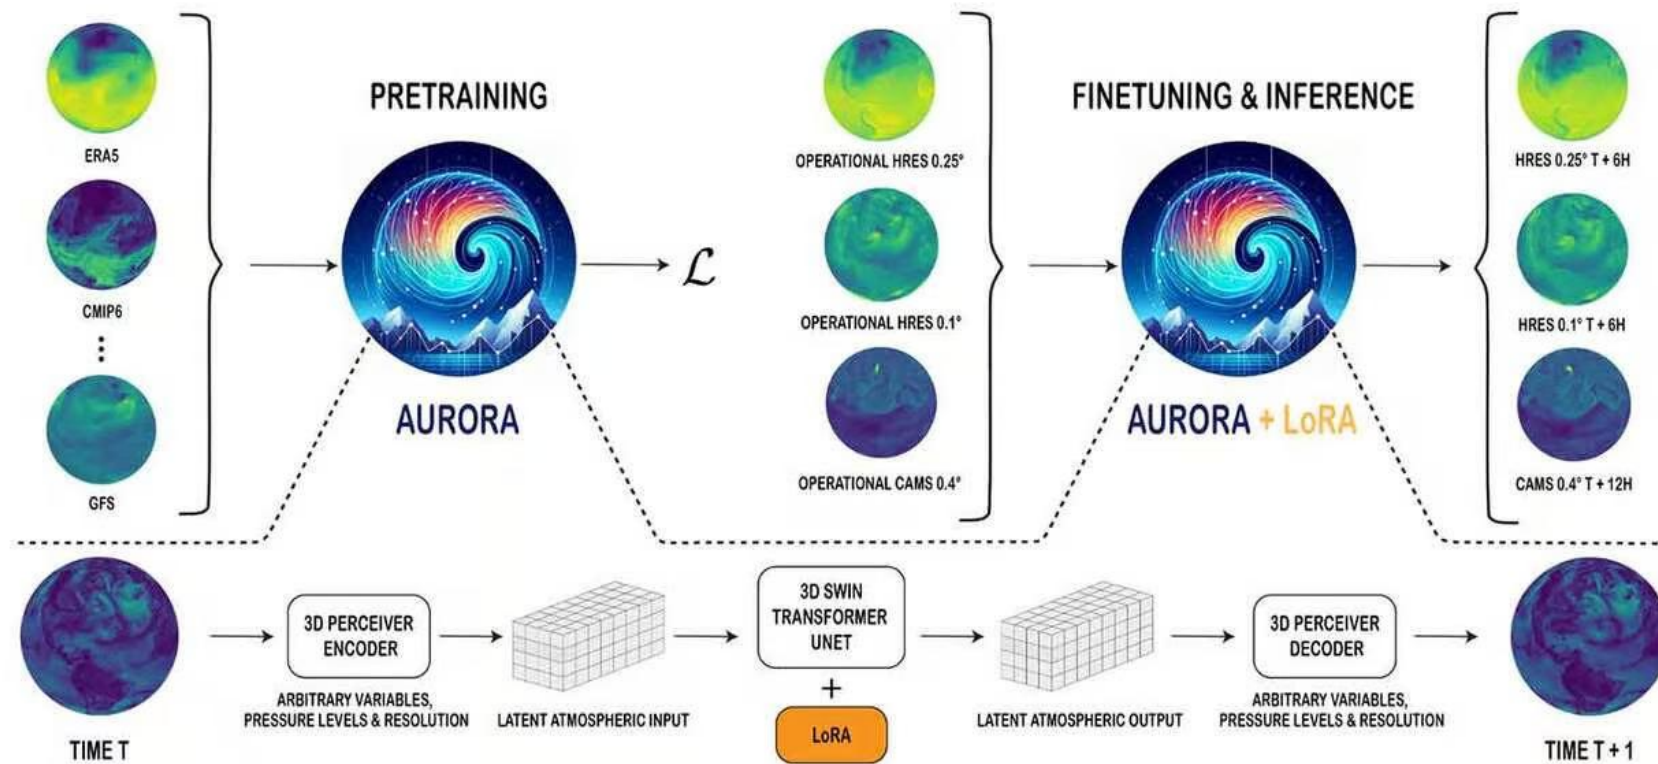 ERA5
CMIP6
GFS
PRETRAINING
AURORA
ℒ
OPERATIONAL HRES 0.25°
OPERATIONAL HRES 0.1°
OPERATIONAL CAMS 0.4°
FINETUNING & INFERENCE
AURORA + LoRA
HRES 0.25° T + 6H
HRES 0.1° T + 6H
CAMS 0.4° T + 12H
TIME T
3D PERCEIVER
ENCODER
ARBITRARY VARIABLES,
PRESSURE LEVELS & RESOLUTION
LATENT ATMOSPHERIC INPUT
3D SWIN
TRANSFORMER
UNET
+
LoRA
LATENT ATMOSPHERIC OUTPUT
3D PERCEIVER
DECODER
ARBITRARY VARIABLES,
PRESSURE LEVELS & RESOLUTION
TIME T + 1